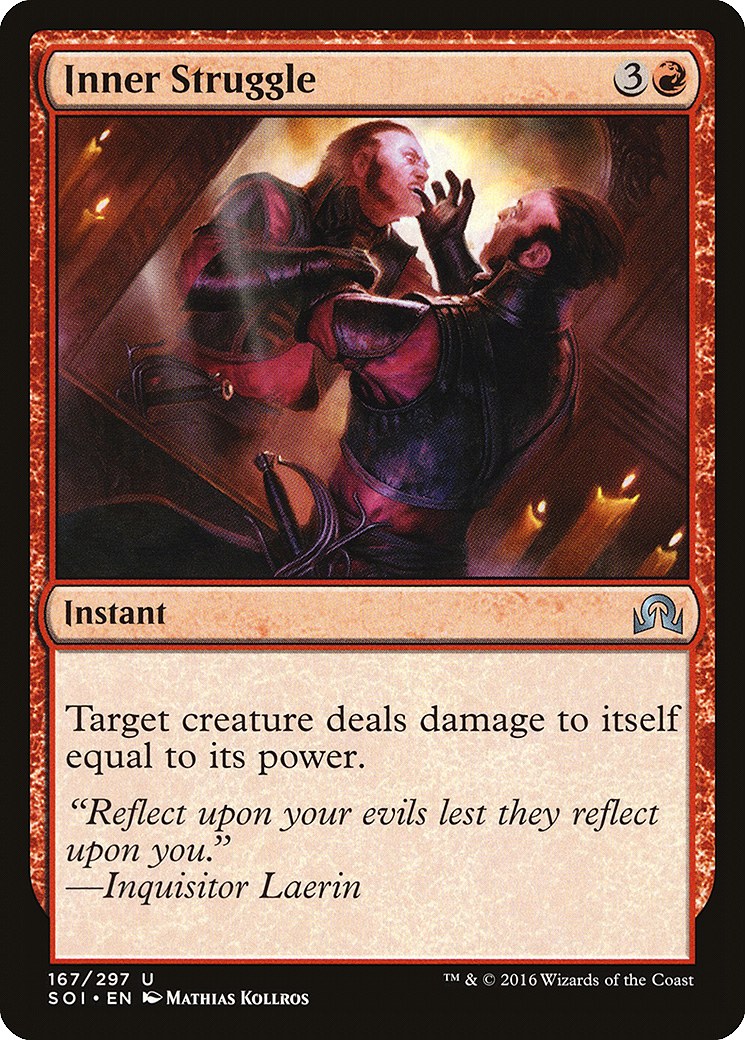 Inner Struggle
3
Instant
Target creature deals damage to itself
equal to its power.
“Reflect upon your evils lest they reflect
upon you.”
—Inquisitor Laerin
167/297 U
SOI • EN Mathias Kollros
™ & © 2016 Wizards of the Coast